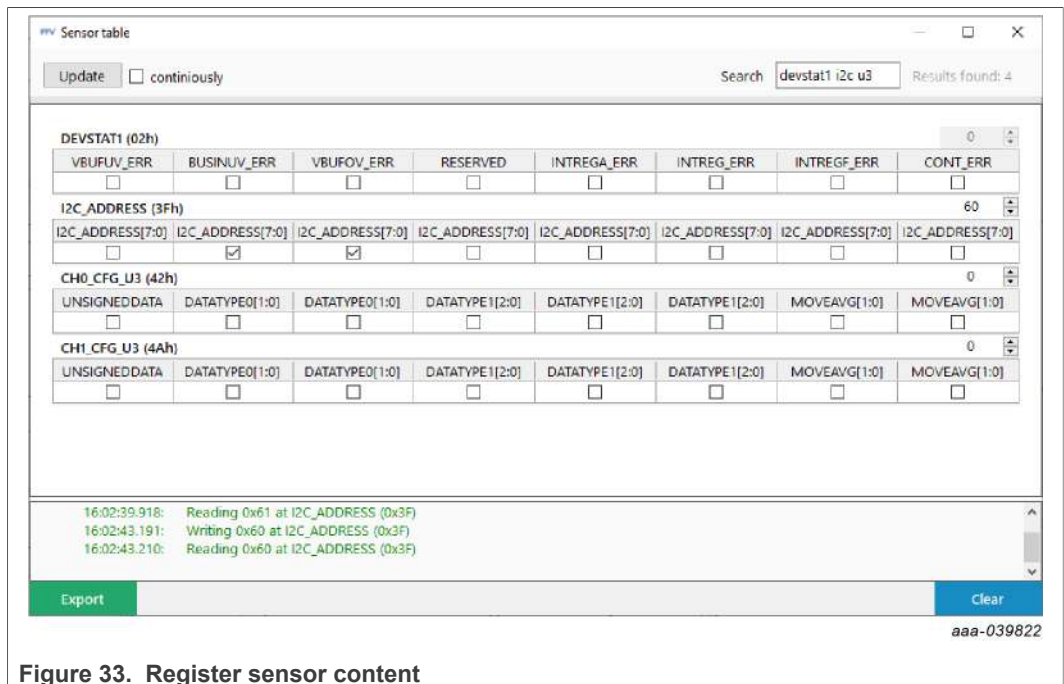 Sensor table
Update continiously Search devstat1 i2c u3 Results found: 4
DEVSTAT1 (02h) 0
VBUFUV_ERR BUSINUV_ERR VBUFOV_ERR RESERVED INTREGA_ERR INTREG_ERR INTREGF_ERR CONT_ERR
I2C_ADDRESS (3Fh) 60
I2C_ADDRESS[7:0] I2C_ADDRESS[7:0] I2C_ADDRESS[7:0] I2C_ADDRESS[7:0] I2C_ADDRESS[7:0] I2C_ADDRESS[7:0] I2C_ADDRESS[7:0] I2C_ADDRESS[7:0]
CH0_CFG_U3 (42h) 0
UNSIGNEDDATA DATATYPE0[1:0] DATATYPE0[1:0] DATATYPE1[2:0] DATATYPE1[2:0] DATATYPE1[2:0] MOVEAVG[1:0] MOVEAVG[1:0]
CH1_CFG_U3 (4Ah) 0
UNSIGNEDDATA DATATYPE0[1:0] DATATYPE0[1:0] DATATYPE1[2:0] DATATYPE1[2:0] DATATYPE1[2:0] MOVEAVG[1:0] MOVEAVG[1:0]
16:02:39.918: Reading 0x61 at I2C_ADDRESS (0x3F)
16:02:43.191: Writing 0x60 at I2C_ADDRESS (0x3F)
16:02:43.210: Reading 0x60 at I2C_ADDRESS (0x3F)
Export Clear
aaa-039822
Figure 33. Register sensor content